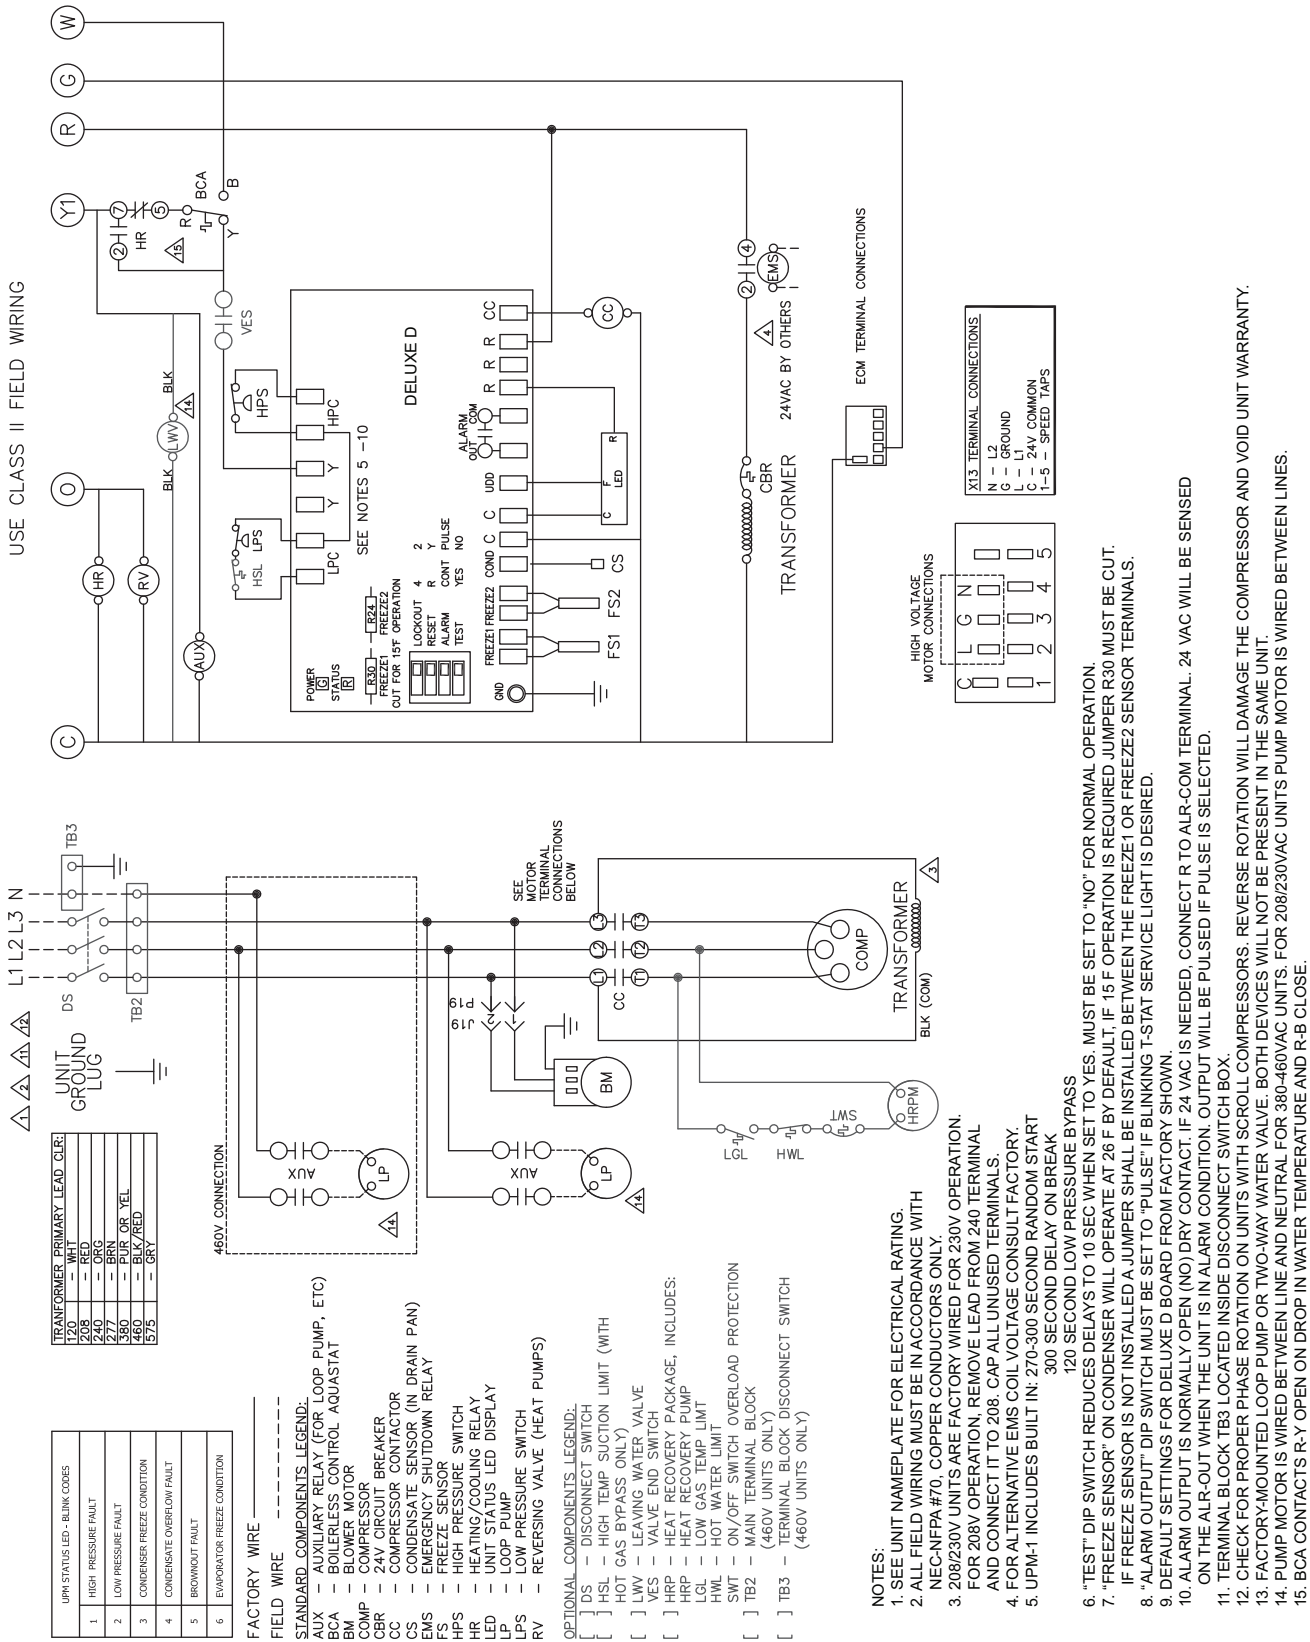 USE CLASS II FIELD WIRING
UPM STATUS LED - BLINK CODES
1 HIGH PRESSURE FAULT
2 LOW PRESSURE FAULT
3 CONDENSER FREEZE CONDITION
4 CONDENSATE OVERFLOW FAULT
5 BROWNOUT FAULT
6 EVAPORATOR FREEZE CONDITION
TRANFORMER PRIMARY LEAD CLR:
120 – WHT
208 – RED
240 – ORG
277 – BRN
380 – PUR OR YEL
460 – BLK/RED
575 – GRY
FACTORY WIRE
FIELD WIRE
STANDARD COMPONENTS LEGEND:
AUX – AUXILIARY RELAY (FOR LOOP PUMP, ETC)
BCA – BOILERLESS CONTROL AQUASTAT
BM – BLOWER MOTOR
COMP – COMPRESSOR
CBR – 24V CIRCUIT BREAKER
CC – COMPRESSOR CONTACTOR
CS – CONDENSATE SENSOR (IN DRAIN PAN)
EMS – EMERGENCY SHUTDOWN RELAY
FS – FREEZE SENSOR
HPS – HIGH PRESSURE SWITCH
HR – HEATING/COOLING RELAY
LED – UNIT STATUS LED DISPLAY
LP – LOOP PUMP
LPS – LOW PRESSURE SWITCH
RV – REVERSING VALVE (HEAT PUMPS)
OPTIONAL COMPONENTS LEGEND:
[ ] DS – DISCONNECT SWITCH
[ ] HSL – HIGH TEMP SUCTION LIMIT (WITH
HOT GAS BYPASS ONLY)
[ ] LWV – LEAVING WATER VALVE
VES – VALVE END SWITCH
[ ] HRP – HEAT RECOVERY PACKAGE, INCLUDES:
HRP – HEAT RECOVERY PUMP
LGL – LOW GAS TEMP LIMT
HWL – HOT WATER LIMIT
SWT – ON/OFF SWITCH OVERLOAD PROTECTION
[ ] TB2 – MAIN TERMINAL BLOCK
(460V UNITS ONLY)
[ ] TB3 – TERMINAL BLOCK DISCONNECT SWITCH
(460V UNITS ONLY)
1 2 11 12
UNIT
GROUND
LUG
L1 L2 L3 N
DS
TB2
TB3
460V CONNECTION
AUX
LP
14
AUX
LP
14
J19
P19
2
1
BM
SEE
MOTOR
TERMINAL
CONNECTIONS
BELOW
L1 L2 L3
CC
T1 T2 T3
COMP
TRANSFORMER
BLK (COM)
3
LGL
HWL
SWT
HRPM
C
O
Y1
R
G
W
HR
RV
AUX
BLK
LWV
BLK
14
2
7
5
HR
15
R
BCA
B
Y
VES
HSL
LPS
HPS
LPC
Y
Y
HPC
SEE NOTES 5 -10
DELUXE D
POWER
G
STATUS
R
R30
FREEZE1
R24
FREEZE2
CUT FOR 15°F OPERATION
LOCKOUT 4 2
RESET R Y
ALARM CONT PULSE
TEST YES NO
GND
FREEZE1
FREEZE2
COND
C
C
UDD
ALARM
OUT
COM
R
R
R
CC
FS1
FS2
CS
C
F
LED
R
CC
TRANSFORMER
CBR
2
4
EMS
4
24VAC BY OTHERS
ECM TERMINAL CONNECTIONS
HIGH VOLTAGE
MOTOR CONNECTIONS
C L G N
1 2 3 4 5
X13 TERMINAL CONNECTIONS
N – L2
G – GROUND
L – L1
C – 24V COMMON
1–5 – SPEED TAPS
NOTES:
1. SEE UNIT NAMEPLATE FOR ELECTRICAL RATING.
2. ALL FIELD WIRING MUST BE IN ACCORDANCE WITH
NEC-NFPA #70, COPPER CONDUCTORS ONLY.
3. 208/230V UNITS ARE FACTORY WIRED FOR 230V OPERATION.
FOR 208V OPERATION, REMOVE LEAD FROM 240 TERMINAL
AND CONNECT IT TO 208. CAP ALL UNUSED TERMINALS.
4. FOR ALTERNATIVE EMS COIL VOLTAGE CONSULT FACTORY.
5. UPM-1 INCLUDES BUILT IN: 270-300 SECOND RANDOM START
300 SECOND DELAY ON BREAK
120 SECOND LOW PRESSURE BYPASS
6. “TEST” DIP SWITCH REDUCES DELAYS TO 10 SEC WHEN SET TO YES. MUST BE SET TO “NO” FOR NORMAL OPERATION.
7. “FREEZE SENSOR” ON CONDENSER WILL OPERATE AT 26 F BY DEFAULT, IF 15 F OPERATION IS REQUIRED JUMPER R30 MUST BE CUT.
IF FREEZE SENSOR IS NOT INSTALLED A JUMPER SHALL BE INSTALLED BETWEEN THE FREEZE1 OR FREEZE2 SENSOR TERMINALS.
8. “ALARM OUTPUT” DIP SWITCH MUST BE SET TO “PULSE” IF BLINKING T-STAT SERVICE LIGHT IS DESIRED.
9. DEFAULT SETTINGS FOR DELUXE D BOARD FROM FACTORY SHOWN.
10. ALARM OUTPUT IS NORMALLY OPEN (NO) DRY CONTACT. IF 24 VAC IS NEEDED, CONNECT R TO ALR-COM TERMINAL. 24 VAC WILL BE SENSED
ON THE ALR-OUT WHEN THE UNIT IS IN ALARM CONDITION. OUTPUT WILL BE PULSED IF PULSE IS SELECTED.
11. TERMINAL BLOCK TB3 LOCATED INSIDE DISCONNECT SWITCH BOX.
12. CHECK FOR PROPER PHASE ROTATION ON UNITS WITH SCROLL COMPRESSORS. REVERSE ROTATION WILL DAMAGE THE COMPRESSOR AND VOID UNIT WARRANTY.
13. FACTORY-MOUNTED LOOP PUMP OR TWO-WAY WATER VALVE. BOTH DEVICES WILL NOT BE PRESENT IN THE SAME UNIT.
14. PUMP MOTOR IS WIRED BETWEEN LINE AND NEUTRAL FOR 380-460VAC UNITS. FOR 208/230VAC UNITS PUMP MOTOR IS WIRED BETWEEN LINES.
15. BCA CONTACTS R-Y OPEN ON DROP IN WATER TEMPERATURE AND R-B CLOSE.